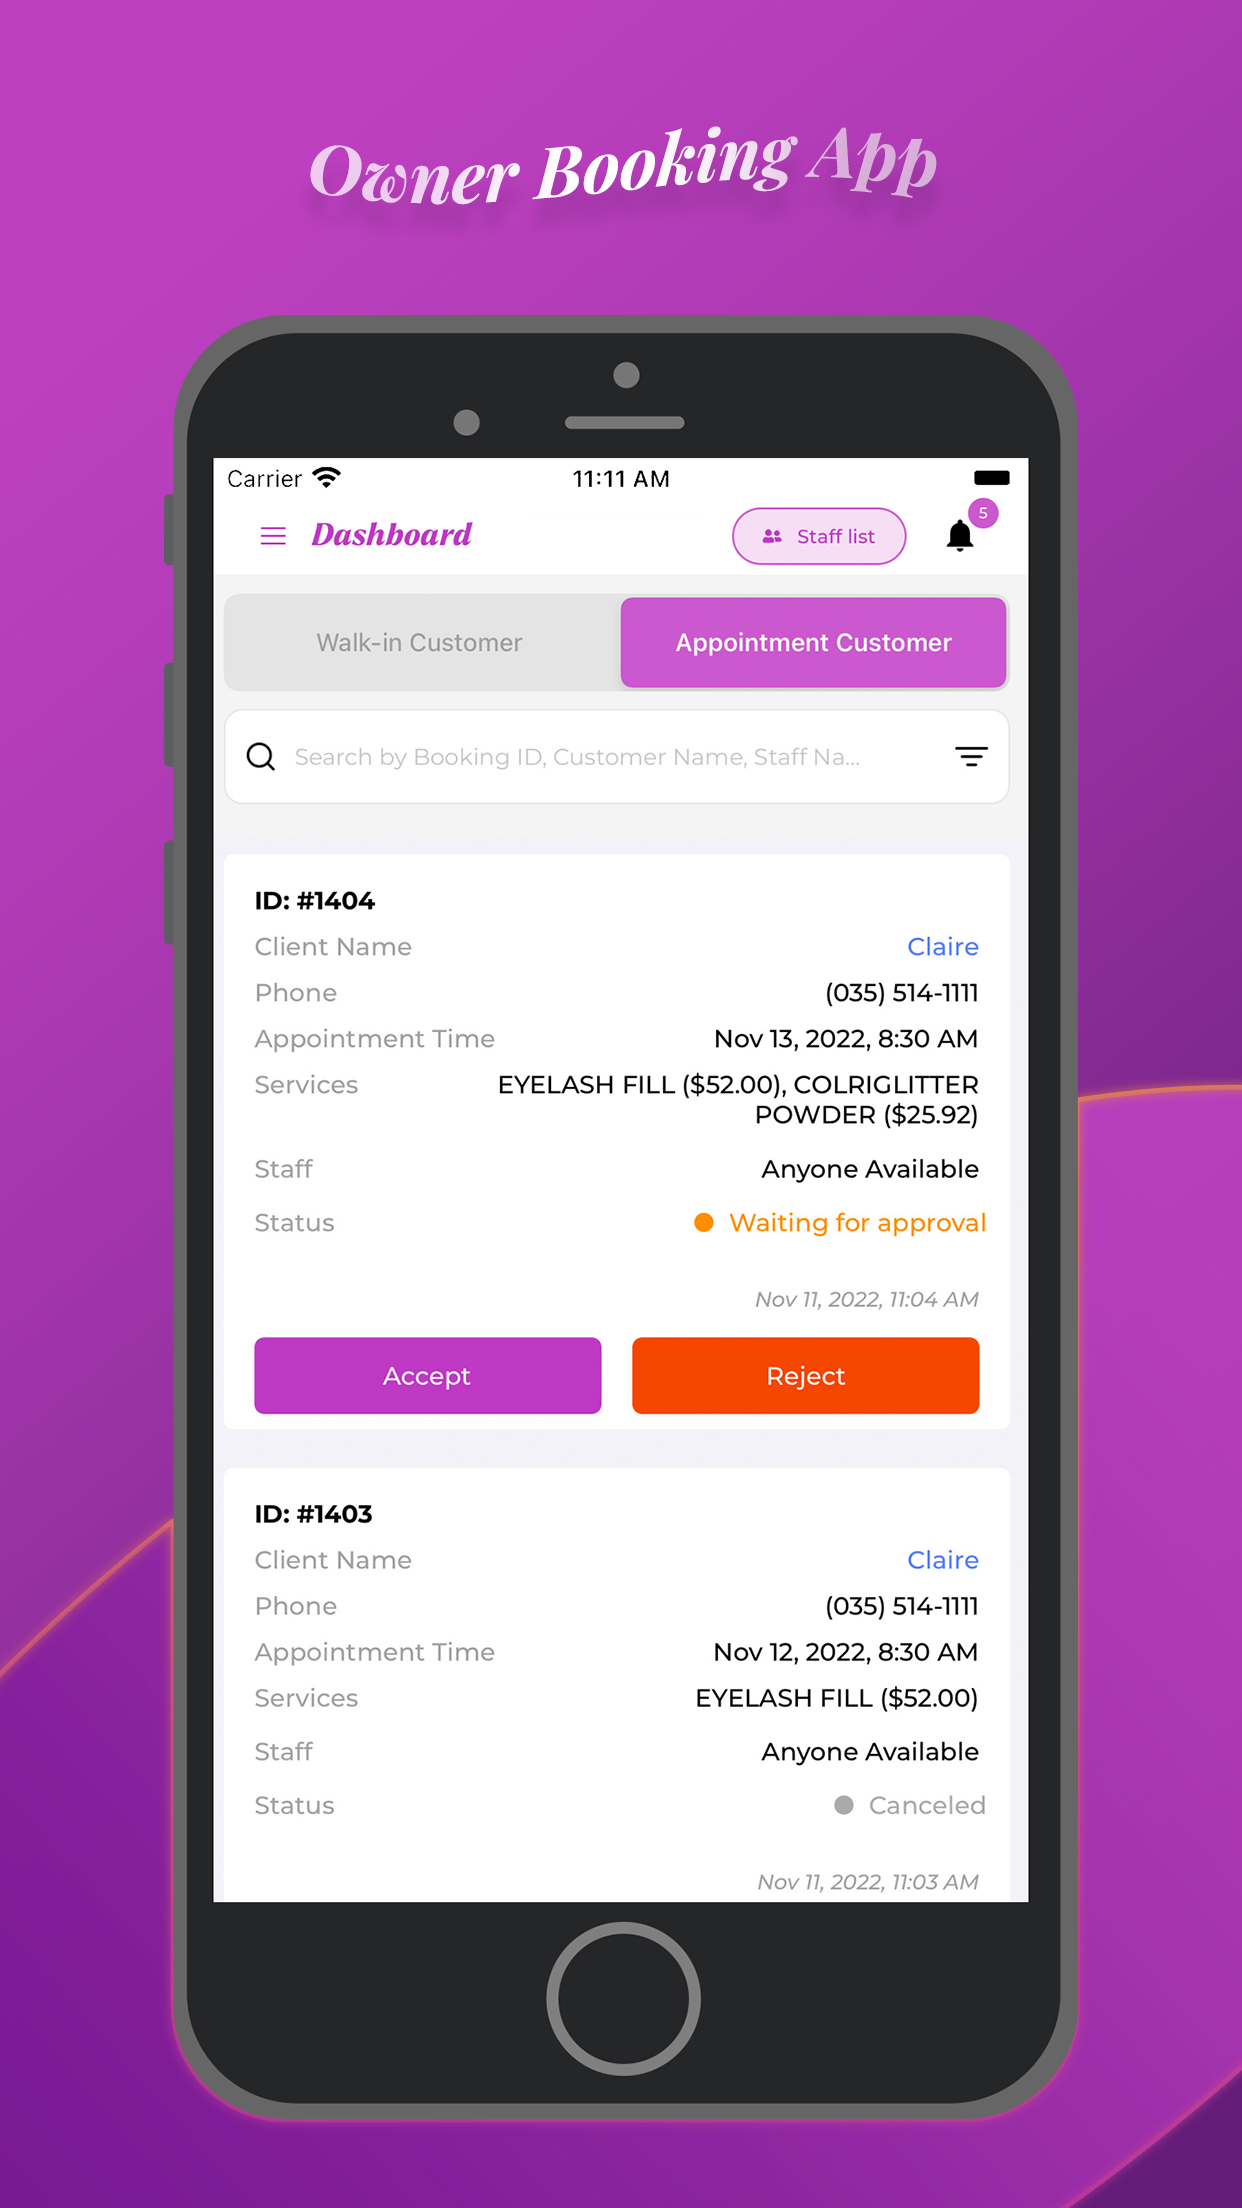 Owner Booking App
Carrier 11:11 AM
Dashboard Staff list 5
Walk-in Customer Appointment Customer
Search by Booking ID, Customer Name, Staff Na...
ID: #1404
Client Name Claire
Phone (035) 514-1111
Appointment Time Nov 13, 2022, 8:30 AM
Services EYELASH FILL ($52.00), COLRIGLITTER
POWDER ($25.92)
Staff Anyone Available
Status Waiting for approval
Nov 11, 2022, 11:04 AM
Accept Reject
ID: #1403
Client Name Claire
Phone (035) 514-1111
Appointment Time Nov 12, 2022, 8:30 AM
Services EYELASH FILL ($52.00)
Staff Anyone Available
Status Canceled
Nov 11, 2022, 11:03 AM